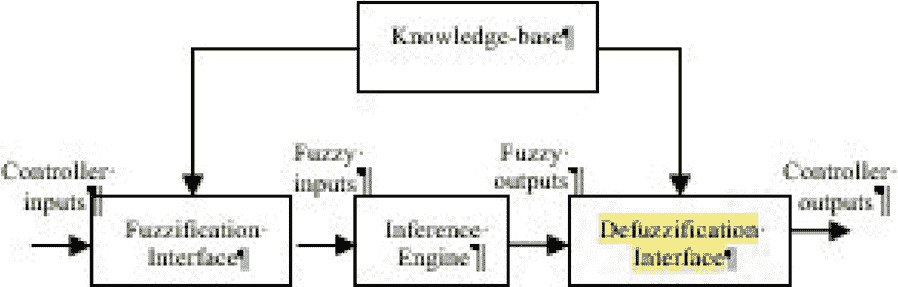 Knowledge-base¶
Controller·
inputs¶
Fuzzy·
inputs¶
Fuzzy·
outputs¶
Controller·
outputs¶
Fuzzification·
Interface¶
Inference·
Engine¶
Defuzzification·
Interface¶